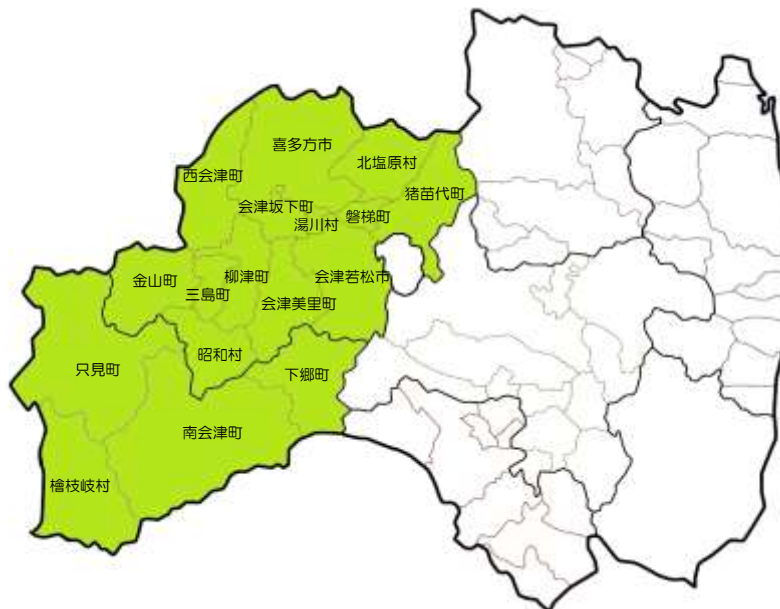 喜多方市
北塩原村
西会津町
猪苗代町
会津坂下町
磐梯町
湯川村
金山町
柳津町
会津若松市
三島町
会津美里町
昭和村
只見町
下郷町
南会津町
檜枝岐村